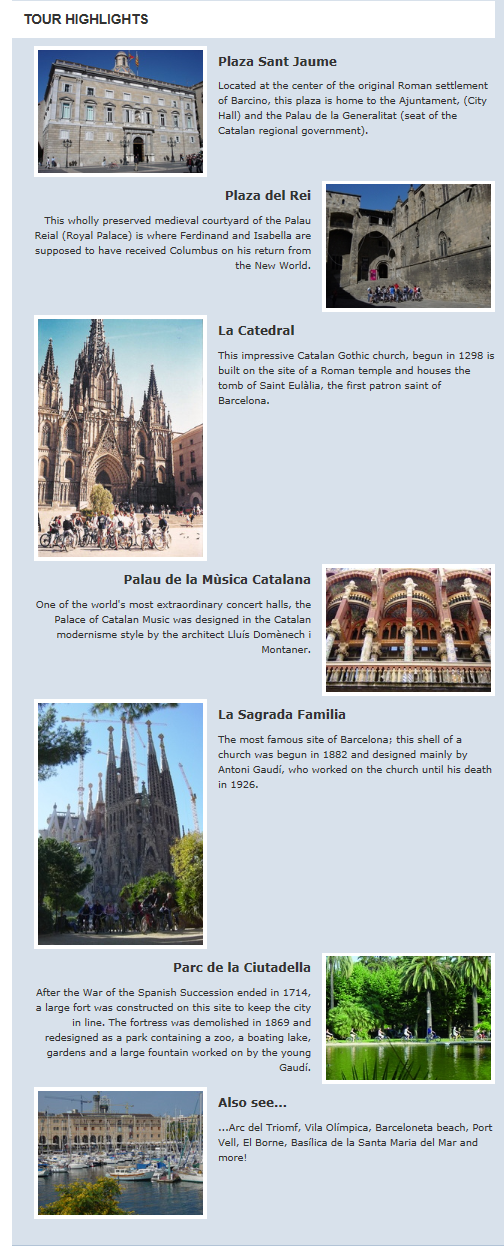 TOUR HIGHLIGHTS
Plaza Sant Jaume
Located at the center of the original Roman settlement
of Barcino, this plaza is home to the Ajuntament, (City
Hall) and the Palau de la Generalitat (seat of the
Catalan regional government).
Plaza del Rei
This wholly preserved medieval courtyard of the Palau
Reial (Royal Palace) is where Ferdinand and Isabella are
supposed to have received Columbus on his return from
the New World.
La Catedral
This impressive Catalan Gothic church, begun in 1298 is
built on the site of a Roman temple and houses the
tomb of Saint Eulàlia, the first patron saint of
Barcelona.
Palau de la Mùsica Catalana
One of the world's most extraordinary concert halls, the
Palace of Catalan Music was designed in the Catalan
modernisme style by the architect Lluís Domènech i
Montaner.
La Sagrada Familia
The most famous site of Barcelona; this shell of a
church was begun in 1882 and designed mainly by
Antoni Gaudí, who worked on the church until his death
in 1926.
Parc de la Ciutadella
After the War of the Spanish Succession ended in 1714,
a large fort was constructed on this site to keep the city
in line. The fortress was demolished in 1869 and
redesigned as a park containing a zoo, a boating lake,
gardens and a large fountain worked on by the young
Gaudí.
Also see...
...Arc del Triomf, Vila Olímpica, Barceloneta beach, Port
Vell, El Borne, Basílica de la Santa Maria del Mar and
more!